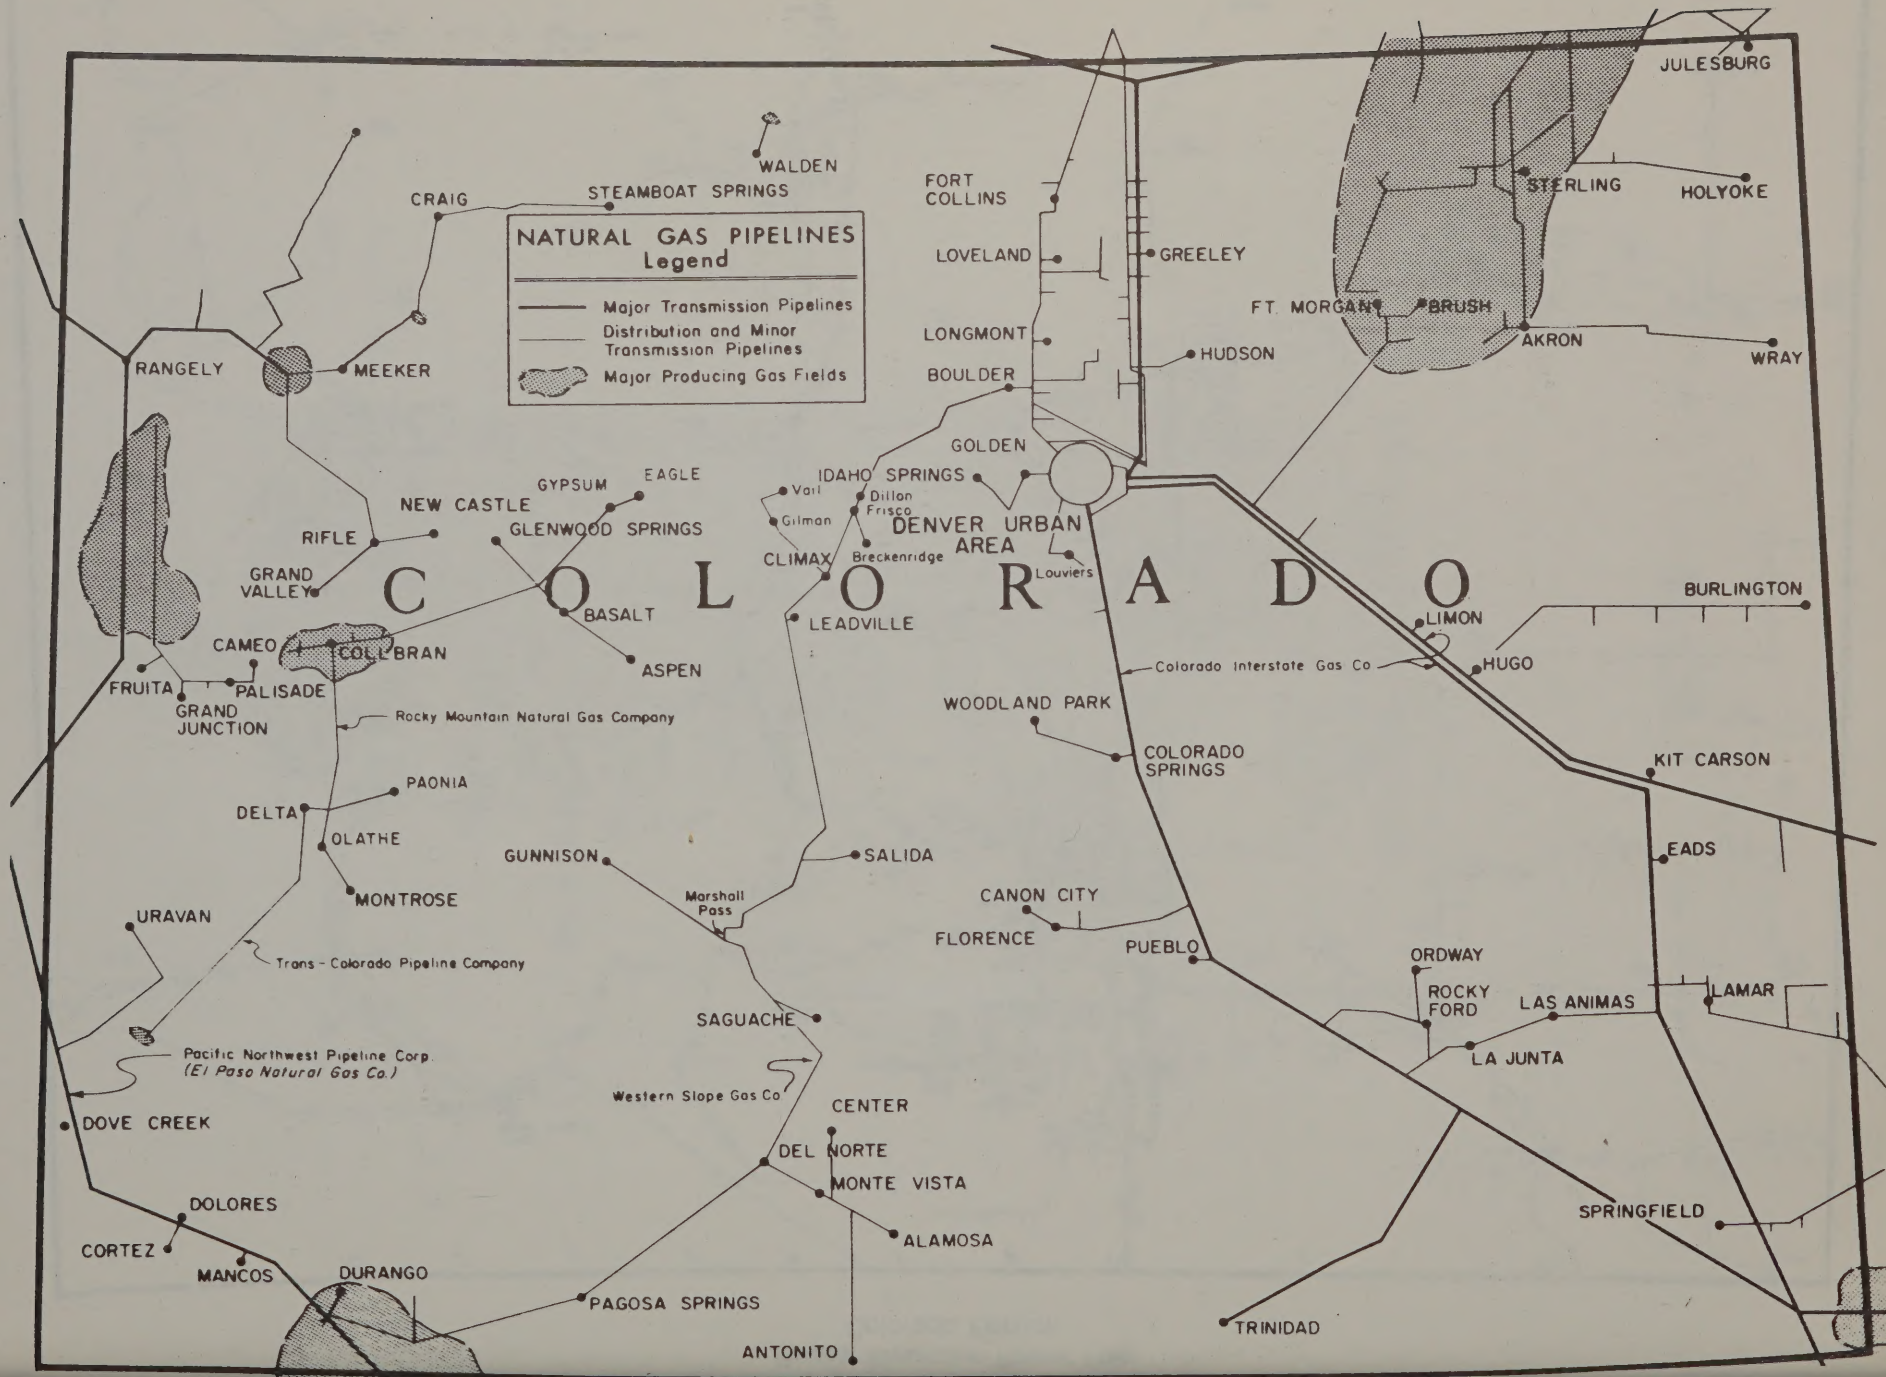 JULESBURG
WALDEN
STEAMBOAT SPRINGS
CRAIG
FORT
COLLINS
STERLING
HOLYOKE
NATURAL GAS PIPELINES
Legend
Major Transmission Pipelines
Distribution and Minor
Transmission Pipelines
Major Producing Gas Fields
LOVELAND
GREELEY
FT. MORGAN
BRUSH
LONGMONT
HUDSON
AKRON
WRAY
RANGELY
MEEKER
BOULDER
GOLDEN
IDAHO SPRINGS
EAGLE
GYPSUM
Vail
Dillon
Frisco
NEW CASTLE
GLENWOOD SPRINGS
Gilman
DENVER URBAN
AREA
RIFLE
CLIMAX
Breckenridge
Louviers
GRAND
VALLEY
COLORADO
BURLINGTON
BASALT
LEADVILLE
LIMON
CAMEO
COLLBRAN
ASPEN
Colorado Interstate Gas Co
HUGO
FRUITA
PALISADE
GRAND
JUNCTION
Rocky Mountain Natural Gas Company
WOODLAND PARK
COLORADO
SPRINGS
KIT CARSON
PAONIA
DELTA
OLATHE
GUNNISON
SALIDA
EADS
MONTROSE
Marshall
Pass
CANON CITY
URAVAN
FLORENCE
PUEBLO
Trans-Colorado Pipeline Company
ORDWAY
ROCKY
FORD
LAS ANIMAS
LAMAR
SAGUACHE
LA JUNTA
Pacific Northwest Pipeline Corp.
(El Paso Natural Gas Co.)
Western Slope Gas Co
DOVE CREEK
CENTER
DEL NORTE
MONTE VISTA
DOLORES
SPRINGFIELD
CORTEZ
ALAMOSA
MANCOS
DURANGO
PAGOSA SPRINGS
TRINIDAD
ANTONITO